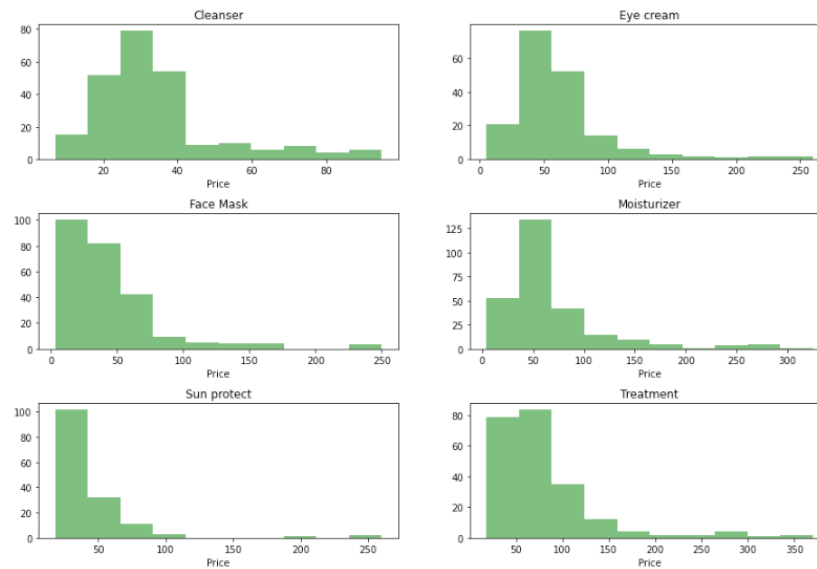 Cleanser
80
60
40
20
0
20 40 60 80
Price
Eye cream
60
40
20
0
0 50 100 150 200 250
Price
Face Mask
100
80
60
40
20
0
0 50 100 150 200 250
Price
Moisturizer
125
100
75
50
25
0
0 50 100 150 200 250 300
Price
Sun protect
100
80
60
40
20
0
50 100 150 200 250
Price
Treatment
80
60
40
20
0
50 100 150 200 250 300 350
Price